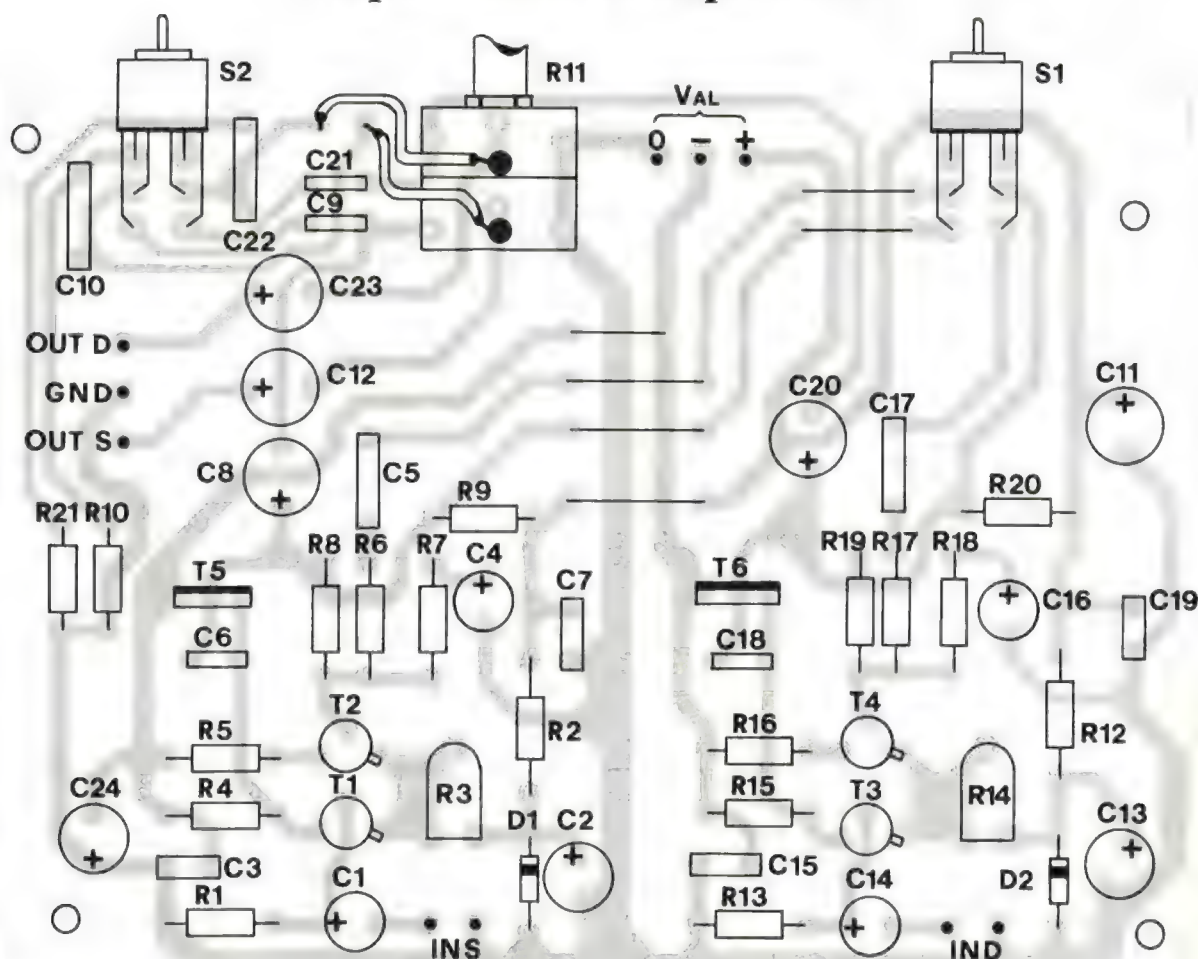 S2
R11
S1
VAL
0 − +
C21
C9
C22
C10
C23
OUT D
GND
C12
OUT S
C20
C17
C11
C8
C5
R9
R20
R21 R10
R8 R6 R7
C4
R19 R17 R18
T5
C7
T6
C16
C19
C6
C18
T2
R2
T4
R12
R5
R16
R4
T1
R3
R15
T3
R14
C24
D1
C2
C13
C3
C15
D2
R1
C1
R13
C14
INS
IND